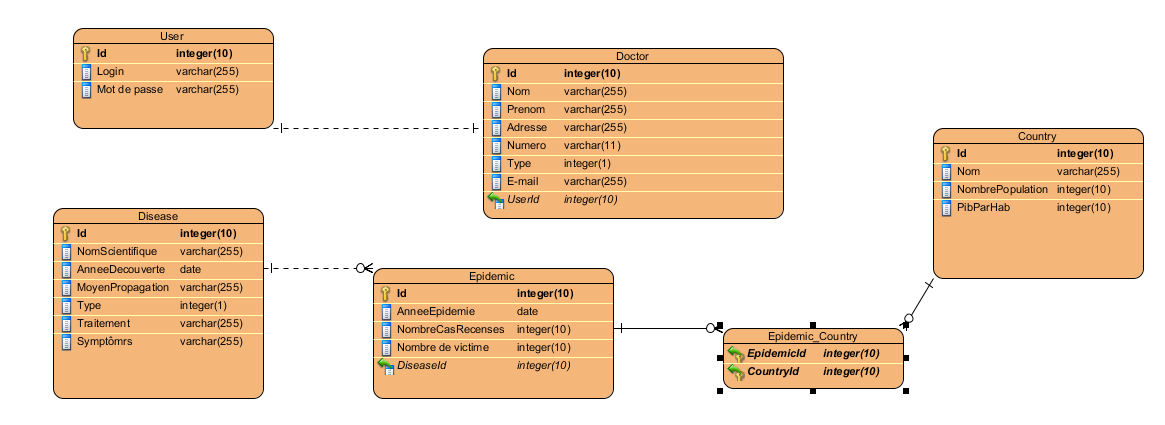 User
Id integer(10)
Login varchar(255)
Mot de passe varchar(255)
Doctor
Id integer(10)
Nom varchar(255)
Prenom varchar(255)
Adresse varchar(255)
Numero varchar(11)
Type integer(1)
E-mail varchar(255)
UserId integer(10)
Country
Id integer(10)
Nom varchar(255)
NombrePopulation integer(10)
PibParHab integer(10)
Disease
Id integer(10)
NomScientifique varchar(255)
AnneeDecouverte date
MoyenPropagation varchar(255)
Type integer(1)
Traitement varchar(255)
Symptômrs varchar(255)
Epidemic
Id integer(10)
AnneeEpidemie date
NombreCasRecenses integer(10)
Nombre de victime integer(10)
DiseaseId integer(10)
Epidemic_Country
EpidemicId integer(10)
CountryId integer(10)